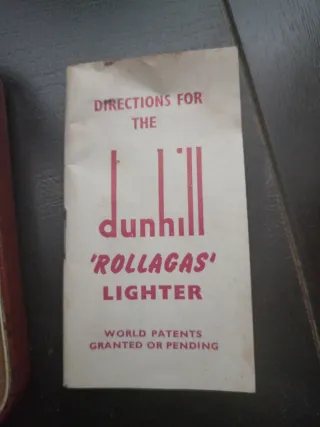 DIRECTIONS FOR
THE
dunhill
'ROLLAGAS'
LIGHTER
WORLD PATENTS
GRANTED OR PENDING